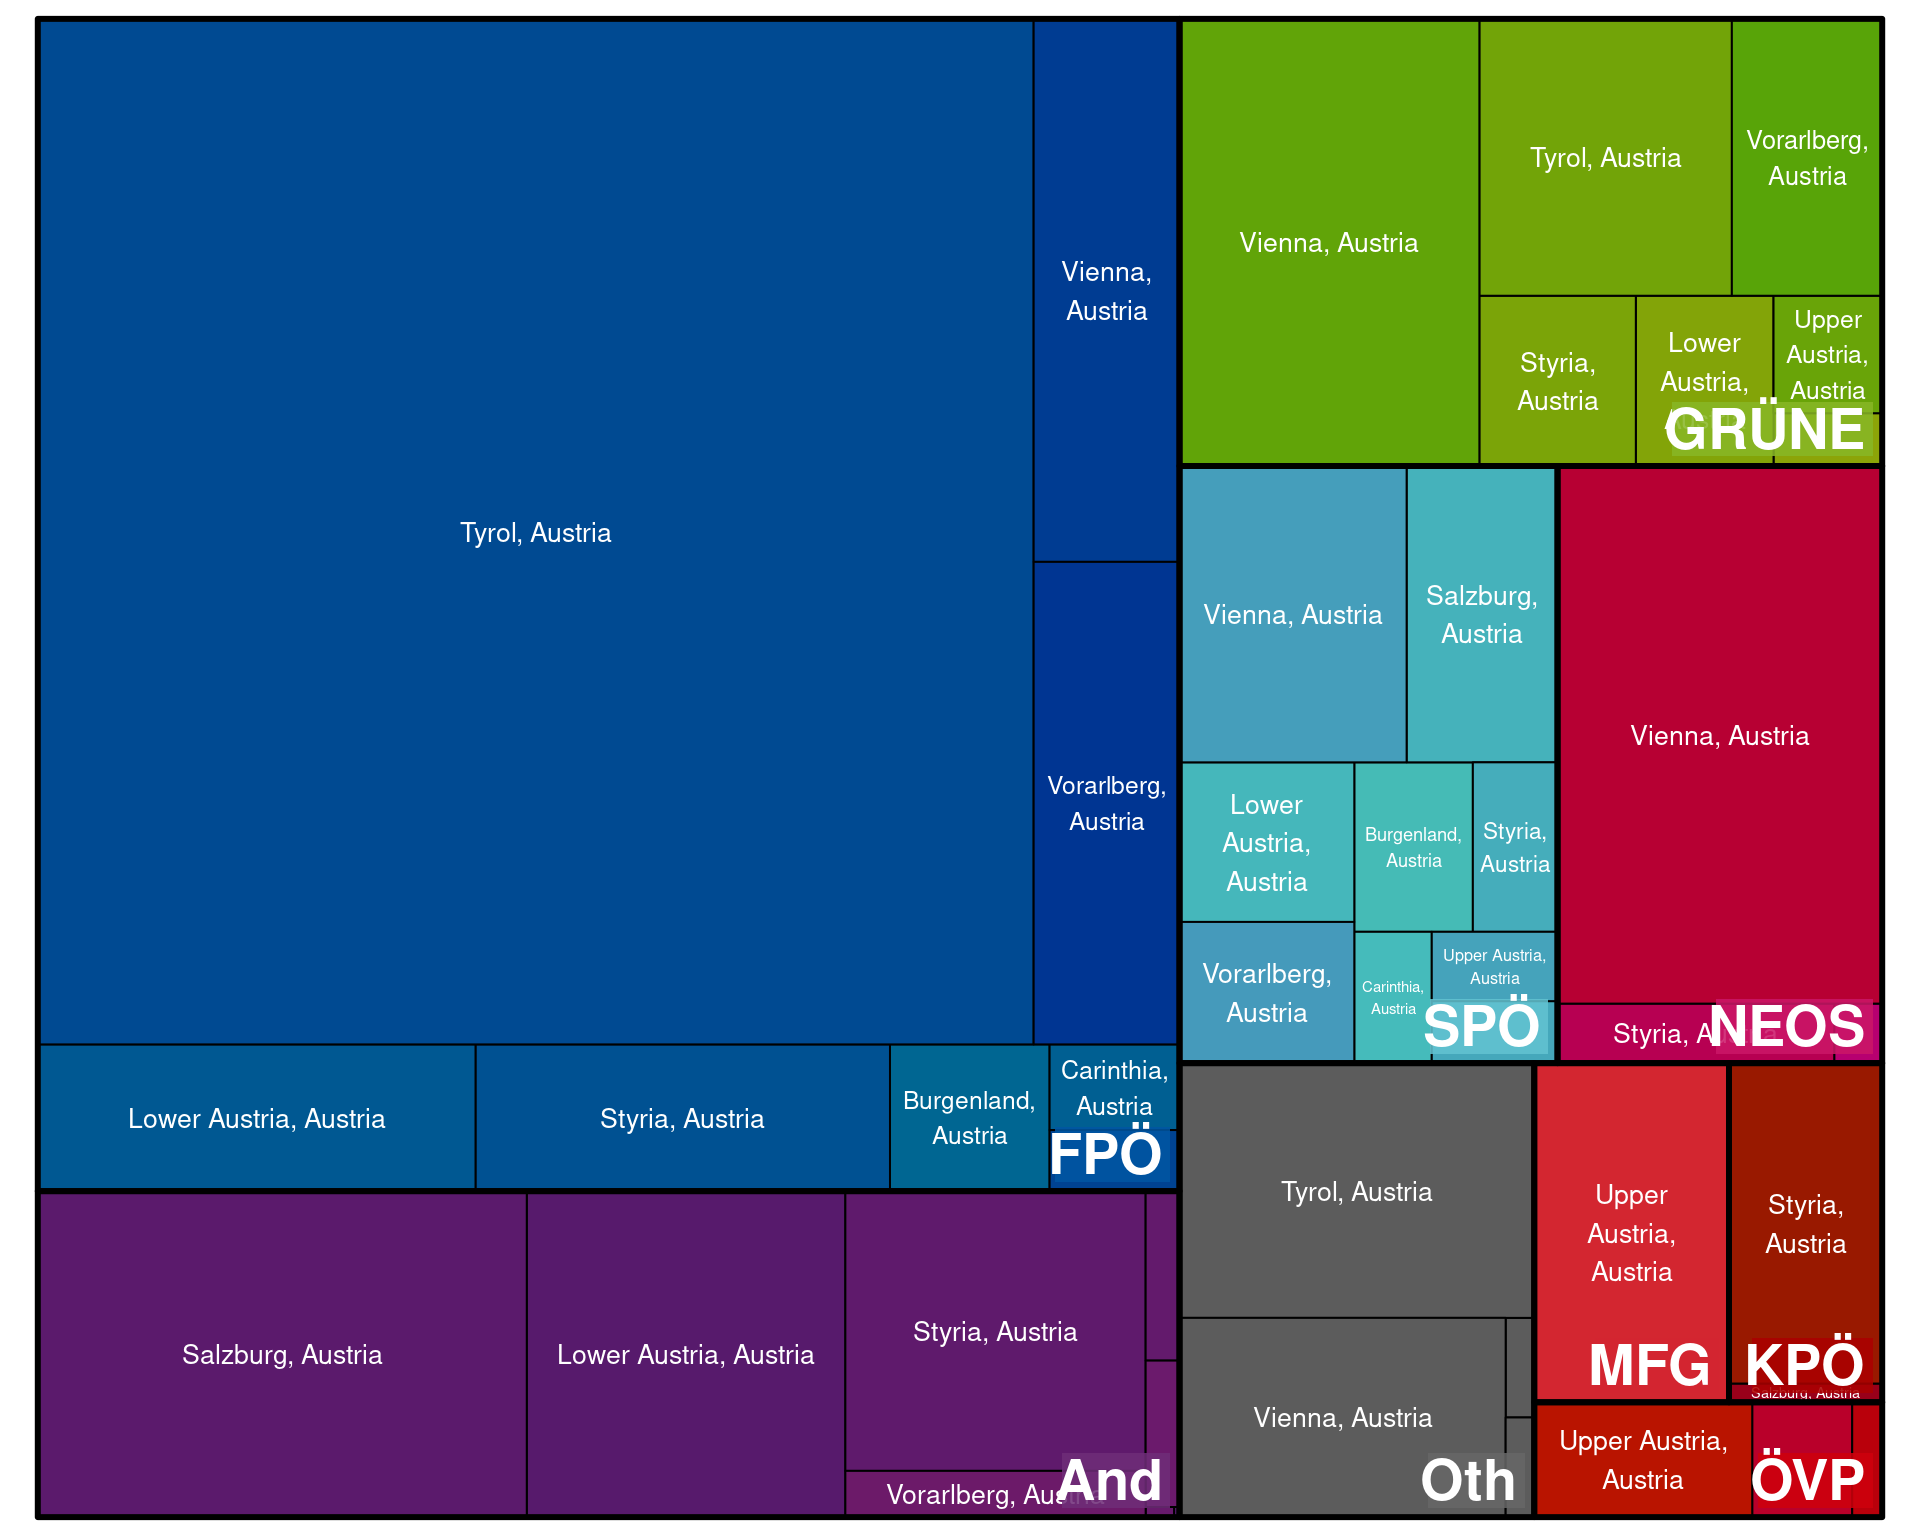 Tyrol, Austria
Vienna,
Austria
Vorarlberg,
Austria
Lower Austria, Austria
Styria, Austria
Burgenland,
Austria
Carinthia,
Austria
FPÖ
Salzburg, Austria
Lower Austria, Austria
Styria, Austria
Vorarlberg, Austria
And
Vienna, Austria
Tyrol, Austria
Vorarlberg,
Austria
Styria,
Austria
Lower
Austria,
Upper
Austria,
Austria
GRÜNE
Vienna, Austria
Salzburg,
Austria
Lower
Austria,
Austria
Burgenland,
Austria
Styria,
Austria
Vorarlberg,
Austria
Carinthia,
Austria
Upper Austria,
Austria
SPÖ
Vienna, Austria
Styria, Austria
NEOS
Tyrol, Austria
Vienna, Austria
Oth
Upper
Austria,
Austria
MFG
Styria,
Austria
KPÖ
Salzburg, Austria
Upper Austria,
Austria
ÖVP